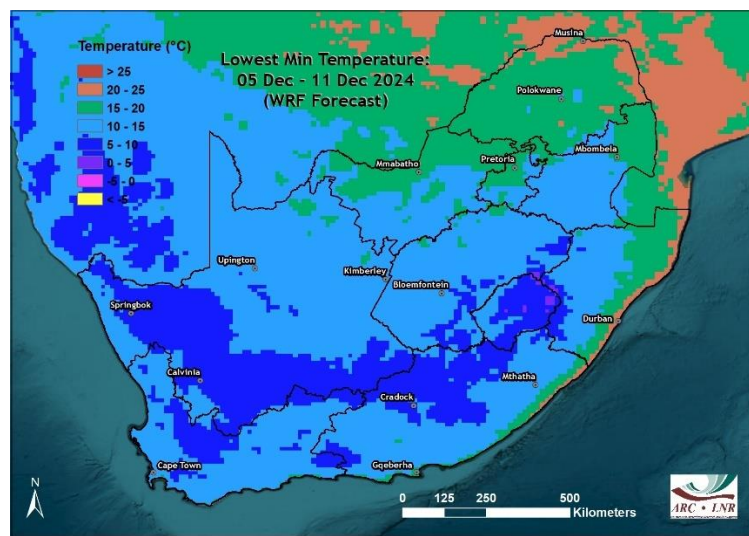 Temperature (°C)
> 25
20 - 25
15 - 20
10 - 15
5 - 10
0 - 5
-5 - 0
< -5
Lowest Min Temperature:
05 Dec - 11 Dec 2024
(WRF Forecast)
Musina
Polokwane
Mmabatho
Pretoria
Mbombela
Upington
Kimberley
Bloemfontein
Springbok
Durban
Calvinia
Mthatha
Cradock
Cape Town
Gqeberha
N
0 125 250 500
Kilometers
ARC • LNR